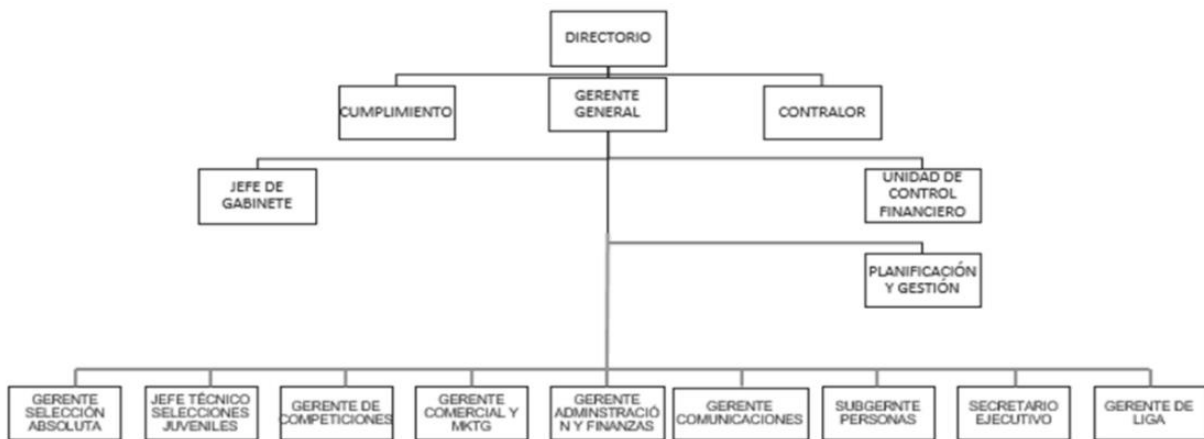 DIRECTORIO
CUMPLIMIENTO
GERENTE
GENERAL
CONTRALOR
JEFE DE
GABINETE
UNIDAD DE
CONTROL
FINANCIERO
PLANIFICACIÓN
Y GESTIÓN
GERENTE
SELECCIÓN
ABSOLUTA
JEFE TÉCNICO
SELECCIONES
JUVENILES
GERENTE DE
COMPETICIONES
GERENTE
COMERCIAL Y
MKTG
GERENTE
ADMINSTRACIÓ
N Y FINANZAS
GERENTE
COMUNICACIONES
SUBGERNTE
PERSONAS
SECRETARIO
EJECUTIVO
GERENTE DE
LIGA